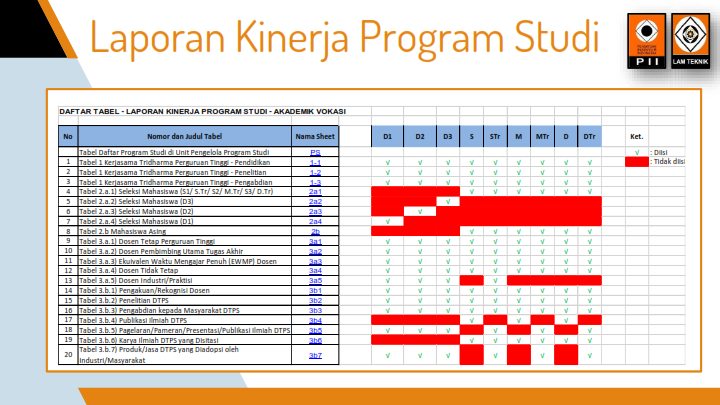 Laporan Kinerja Program Studi
PII
LAM TEKNIK
DAFTAR TABEL - LAPORAN KINERJA PROGRAM STUDI - AKADEMIK VOKASI
No Nomor dan Judul Tabel Nama Sheet D1 D2 D3 S STr M MTr D DTr Ket.
Tabel Daftar Program Studi di Unit Pengelola Program Studi PS √ : Diisi
1 Tabel 1 Kerjasama Tridharma Perguruan Tinggi - Pendidikan 1-1 √ √ √ √ √ √ √ √ √ : Tidak diisi
2 Tabel 1 Kerjasama Tridharma Perguruan Tinggi - Penelitian 1-2 √ √ √ √ √ √ √ √ √
3 Tabel 1 Kerjasama Tridharma Perguruan Tinggi - Pengabdian 1-3 √ √ √ √ √ √ √ √ √
4 Tabel 2.a.1) Seleksi Mahasiswa (S1/ S.Tr/ S2/ M.Tr/ S3/ D.Tr) 2a1 √ √ √ √ √ √
5 Tabel 2.a.2) Seleksi Mahasiswa (D3) 2a2 √
6 Tabel 2.a.3) Seleksi Mahasiswa (D2) 2a3 √
7 Tabel 2.a.4) Seleksi Mahasiswa (D1) 2a4 √
8 Tabel 2.b Mahasiswa Asing 2b √ √ √ √ √ √
9 Tabel 3.a.1) Dosen Tetap Perguruan Tinggi 3a1 √ √ √ √ √ √ √ √ √
10 Tabel 3.a.2) Dosen Pembimbing Utama Tugas Akhir 3a2 √ √ √ √ √ √ √ √ √
11 Tabel 3.a.3) Ekuivalen Waktu Mengajar Penuh (EWMP) Dosen 3a3 √ √ √ √ √ √ √ √ √
12 Tabel 3.a.4) Dosen Tidak Tetap 3a4 √ √ √ √ √ √ √ √ √
13 Tabel 3.a.5) Dosen Industri/Praktisi 3a5 √ √ √ √
14 Tabel 3.b.1) Pengakuan/Rekognisi Dosen 3b1 √ √ √ √ √ √ √ √ √
15 Tabel 3.b.2) Penelitian DTPS 3b2 √ √ √ √ √ √ √ √ √
16 Tabel 3.b.3) Pengabdian kepada Masyarakat DTPS 3b3 √ √ √ √ √ √ √ √ √
17 Tabel 3.b.4) Publikasi Ilmiah DTPS 3b4 √ √ √
18 Tabel 3.b.5) Pagelaran/Pameran/Presentasi/Publikasi Ilmiah DTPS 3b5 √ √ √ √ √ √
19 Tabel 3.b.6) Karya Ilmiah DTPS yang Disitasi 3b6 √ √ √ √ √ √
20 Tabel 3.b.7) Produk/Jasa DTPS yang Diadopsi oleh 3b7 √ √ √ √ √ √
Industri/Masyarakat